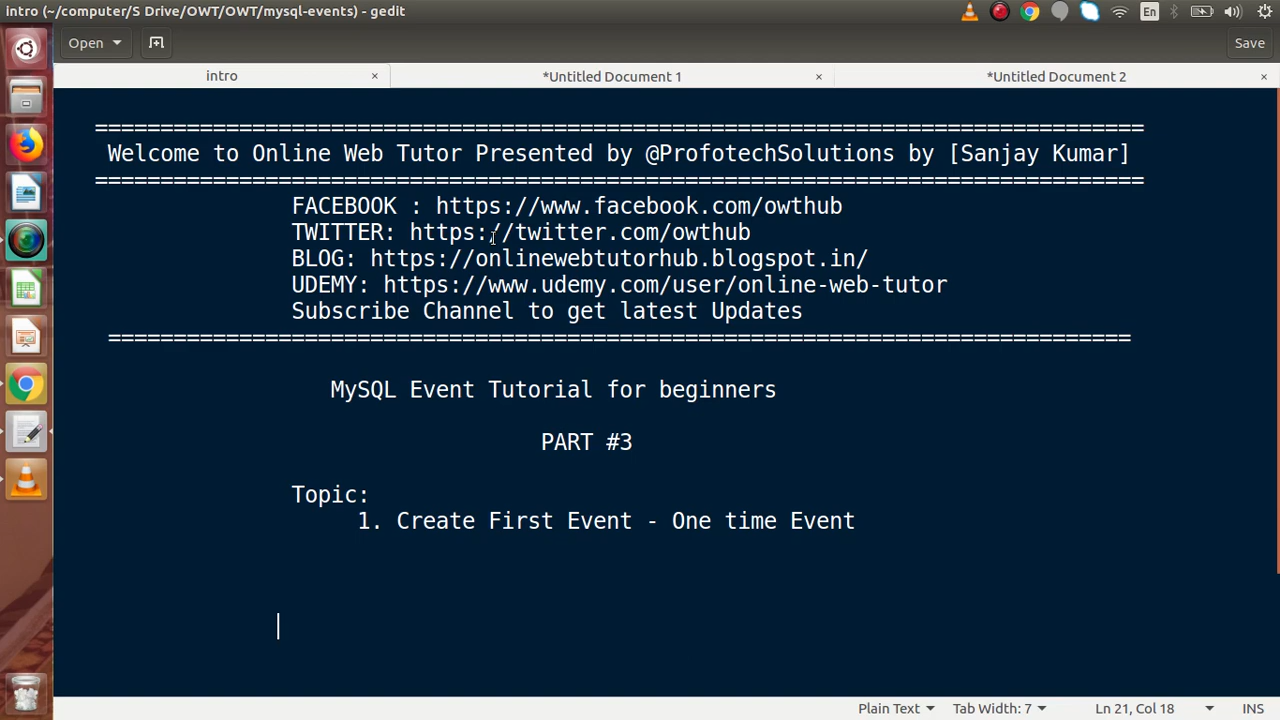 intro (~/computer/S Drive/OWT/OWT/mysql-events) - gedit
En
Open
Save
intro
*Untitled Document 1
*Untitled Document 2
================================================================================
Welcome to Online Web Tutor Presented by @ProfotechSolutions by [Sanjay Kumar]
================================================================================
FACEBOOK : https://www.facebook.com/owthub
TWITTER: https://twitter.com/owthub
BLOG: https://onlinewebtutorhub.blogspot.in/
UDEMY: https://www.udemy.com/user/online-web-tutor
Subscribe Channel to get latest Updates
==============================================================================
MySQL Event Tutorial for beginners
PART #3
Topic:
1. Create First Event - One time Event
Plain Text
Tab Width: 7
Ln 21, Col 18
INS